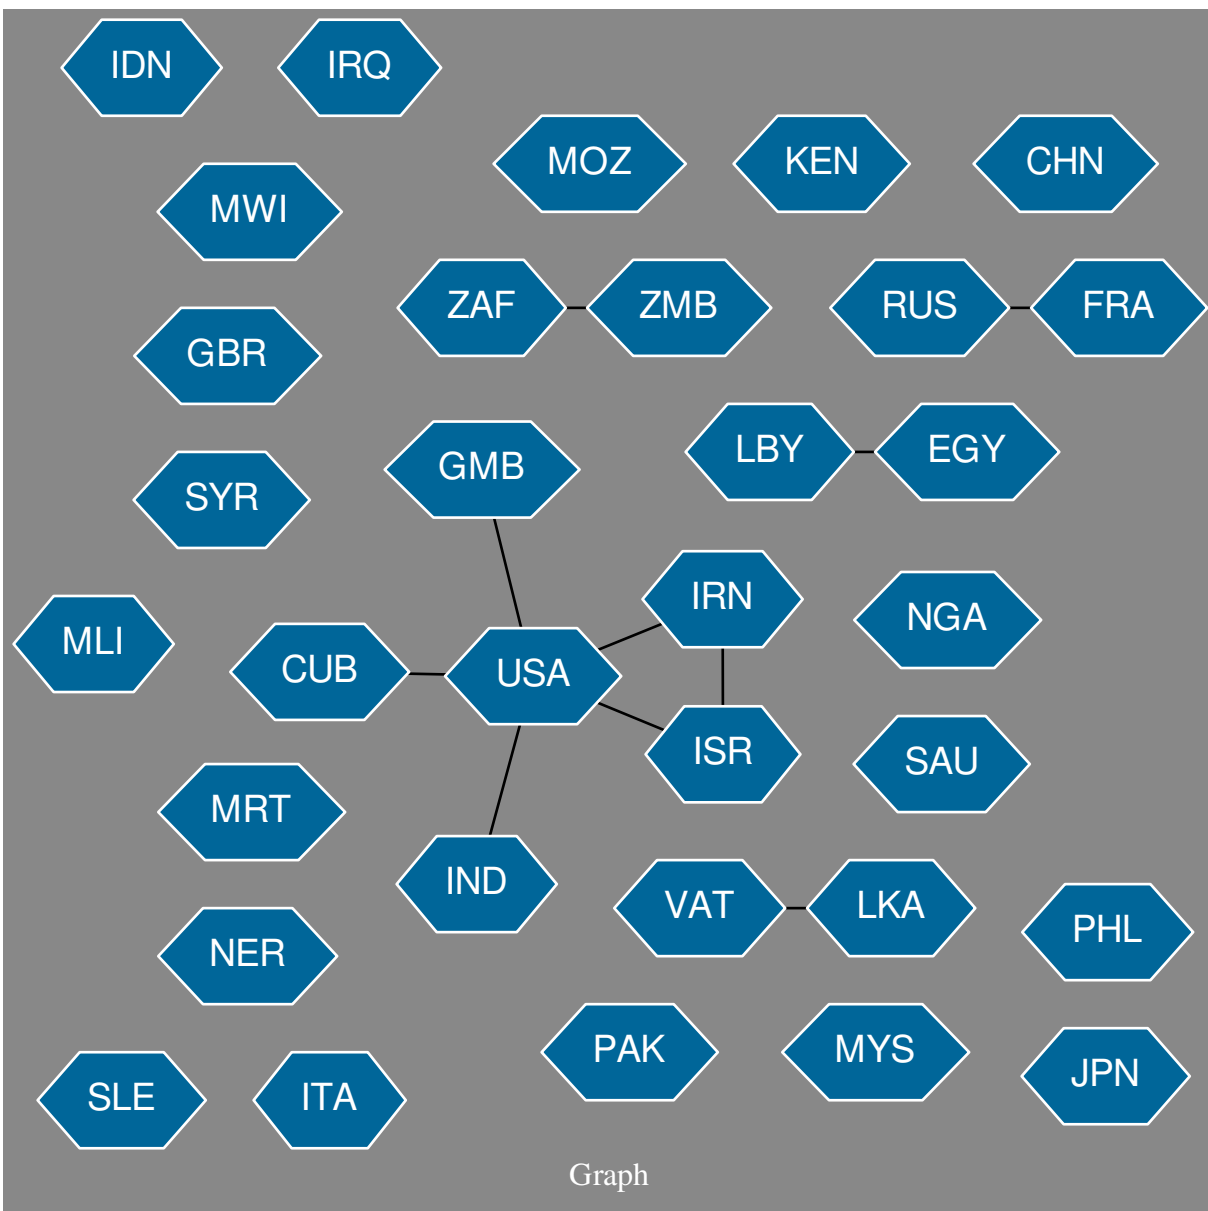 IDN
IRQ
MOZ
KEN
CHN
MWI
ZAF
ZMB
RUS
FRA
GBR
LBY
EGY
GMB
SYR
IRN
NGA
MLI
CUB
USA
ISR
SAU
MRT
IND
VAT
LKA
PHL
NER
PAK
MYS
JPN
SLE
ITA
Graph